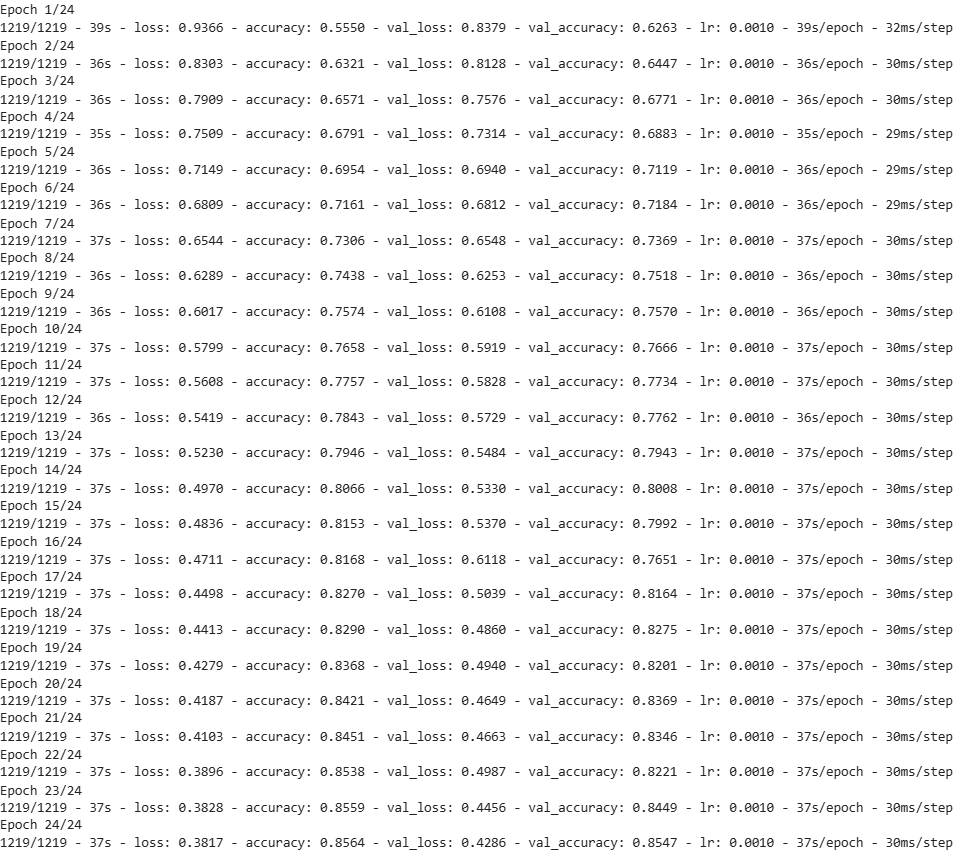 Epoch 1/24
1219/1219 - 39s - loss: 0.9366 - accuracy: 0.5550 - val_loss: 0.8379 - val_accuracy: 0.6263 - lr: 0.0010 - 39s/epoch - 32ms/step
Epoch 2/24
1219/1219 - 36s - loss: 0.8303 - accuracy: 0.6321 - val_loss: 0.8128 - val_accuracy: 0.6447 - lr: 0.0010 - 36s/epoch - 30ms/step
Epoch 3/24
1219/1219 - 36s - loss: 0.7909 - accuracy: 0.6571 - val_loss: 0.7576 - val_accuracy: 0.6771 - lr: 0.0010 - 36s/epoch - 30ms/step
Epoch 4/24
1219/1219 - 35s - loss: 0.7509 - accuracy: 0.6791 - val_loss: 0.7314 - val_accuracy: 0.6883 - lr: 0.0010 - 35s/epoch - 29ms/step
Epoch 5/24
1219/1219 - 36s - loss: 0.7149 - accuracy: 0.6954 - val_loss: 0.6940 - val_accuracy: 0.7119 - lr: 0.0010 - 36s/epoch - 29ms/step
Epoch 6/24
1219/1219 - 36s - loss: 0.6809 - accuracy: 0.7161 - val_loss: 0.6812 - val_accuracy: 0.7184 - lr: 0.0010 - 36s/epoch - 29ms/step
Epoch 7/24
1219/1219 - 37s - loss: 0.6544 - accuracy: 0.7306 - val_loss: 0.6548 - val_accuracy: 0.7369 - lr: 0.0010 - 37s/epoch - 30ms/step
Epoch 8/24
1219/1219 - 36s - loss: 0.6289 - accuracy: 0.7438 - val_loss: 0.6253 - val_accuracy: 0.7518 - lr: 0.0010 - 36s/epoch - 30ms/step
Epoch 9/24
1219/1219 - 36s - loss: 0.6017 - accuracy: 0.7574 - val_loss: 0.6108 - val_accuracy: 0.7570 - lr: 0.0010 - 36s/epoch - 30ms/step
Epoch 10/24
1219/1219 - 37s - loss: 0.5799 - accuracy: 0.7658 - val_loss: 0.5919 - val_accuracy: 0.7666 - lr: 0.0010 - 37s/epoch - 30ms/step
Epoch 11/24
1219/1219 - 37s - loss: 0.5608 - accuracy: 0.7757 - val_loss: 0.5828 - val_accuracy: 0.7734 - lr: 0.0010 - 37s/epoch - 30ms/step
Epoch 12/24
1219/1219 - 36s - loss: 0.5419 - accuracy: 0.7843 - val_loss: 0.5729 - val_accuracy: 0.7762 - lr: 0.0010 - 36s/epoch - 30ms/step
Epoch 13/24
1219/1219 - 37s - loss: 0.5230 - accuracy: 0.7946 - val_loss: 0.5484 - val_accuracy: 0.7943 - lr: 0.0010 - 37s/epoch - 30ms/step
Epoch 14/24
1219/1219 - 37s - loss: 0.4970 - accuracy: 0.8066 - val_loss: 0.5330 - val_accuracy: 0.8008 - lr: 0.0010 - 37s/epoch - 30ms/step
Epoch 15/24
1219/1219 - 37s - loss: 0.4836 - accuracy: 0.8153 - val_loss: 0.5370 - val_accuracy: 0.7992 - lr: 0.0010 - 37s/epoch - 30ms/step
Epoch 16/24
1219/1219 - 37s - loss: 0.4711 - accuracy: 0.8168 - val_loss: 0.6118 - val_accuracy: 0.7651 - lr: 0.0010 - 37s/epoch - 30ms/step
Epoch 17/24
1219/1219 - 37s - loss: 0.4498 - accuracy: 0.8270 - val_loss: 0.5039 - val_accuracy: 0.8164 - lr: 0.0010 - 37s/epoch - 30ms/step
Epoch 18/24
1219/1219 - 37s - loss: 0.4413 - accuracy: 0.8290 - val_loss: 0.4860 - val_accuracy: 0.8275 - lr: 0.0010 - 37s/epoch - 30ms/step
Epoch 19/24
1219/1219 - 37s - loss: 0.4279 - accuracy: 0.8368 - val_loss: 0.4940 - val_accuracy: 0.8201 - lr: 0.0010 - 37s/epoch - 30ms/step
Epoch 20/24
1219/1219 - 37s - loss: 0.4187 - accuracy: 0.8421 - val_loss: 0.4649 - val_accuracy: 0.8369 - lr: 0.0010 - 37s/epoch - 30ms/step
Epoch 21/24
1219/1219 - 37s - loss: 0.4103 - accuracy: 0.8451 - val_loss: 0.4663 - val_accuracy: 0.8346 - lr: 0.0010 - 37s/epoch - 30ms/step
Epoch 22/24
1219/1219 - 37s - loss: 0.3896 - accuracy: 0.8538 - val_loss: 0.4987 - val_accuracy: 0.8221 - lr: 0.0010 - 37s/epoch - 30ms/step
Epoch 23/24
1219/1219 - 37s - loss: 0.3828 - accuracy: 0.8559 - val_loss: 0.4456 - val_accuracy: 0.8449 - lr: 0.0010 - 37s/epoch - 30ms/step
Epoch 24/24
1219/1219 - 37s - loss: 0.3817 - accuracy: 0.8564 - val_loss: 0.4286 - val_accuracy: 0.8547 - lr: 0.0010 - 37s/epoch - 30ms/step